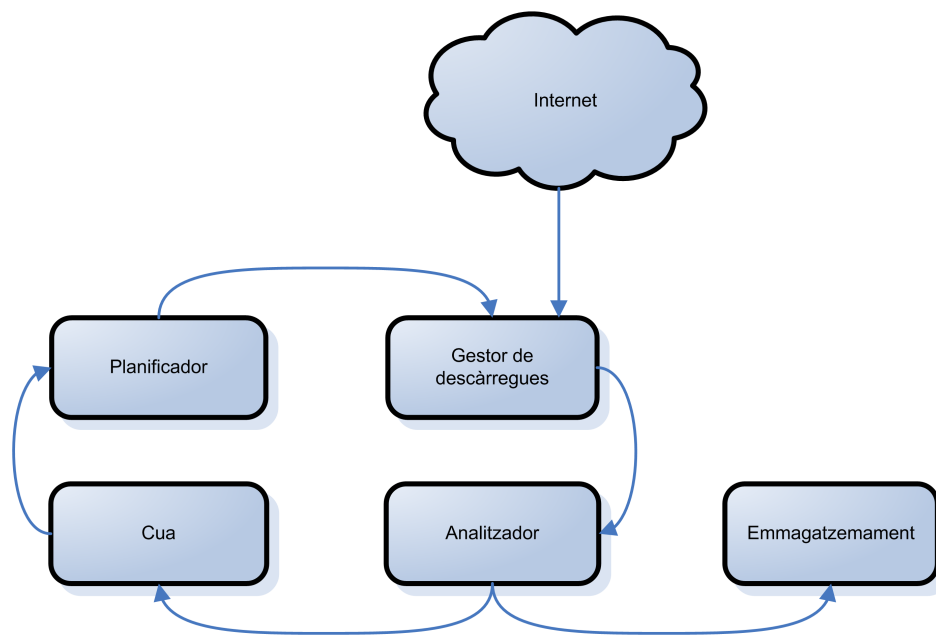 Internet
Planificador
Gestor de
descàrregues
Cua
Analitzador
Emmagatzemament